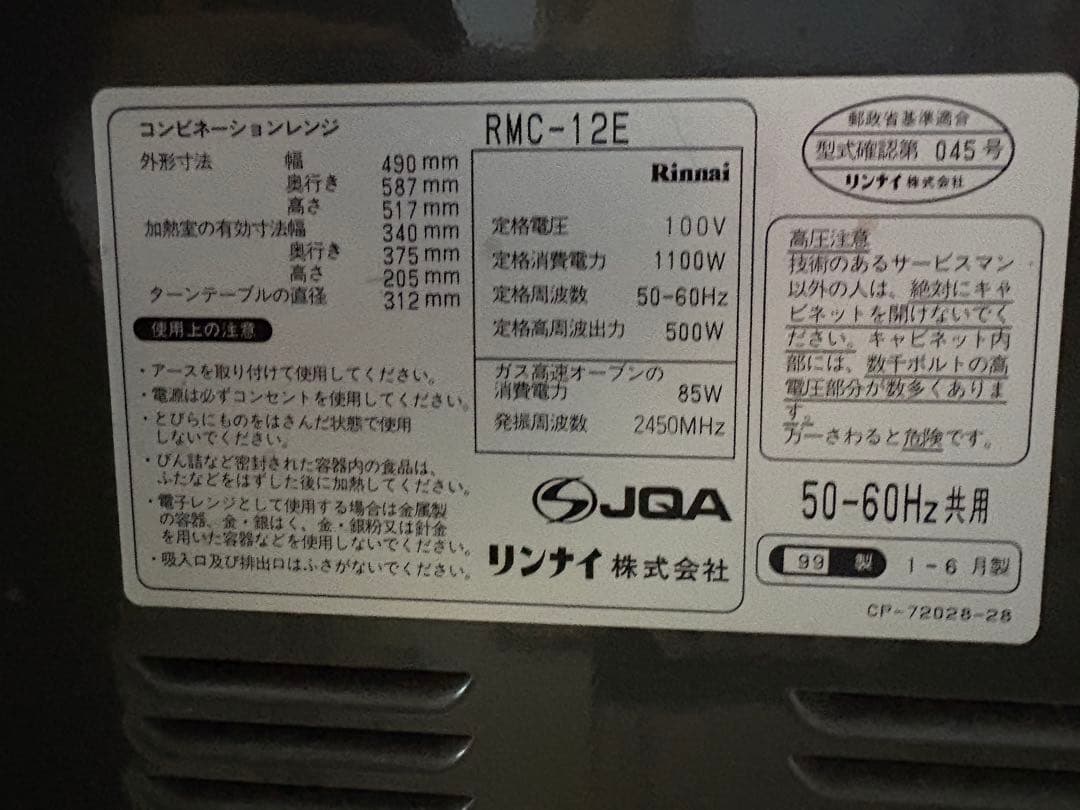 コンビネーションレンジ
RMC-12E
外形寸法 幅 490mm
奥行き 587mm
高さ 517mm
加熱室の有効寸法幅 340mm
奥行き 375mm
高さ 205mm
ターンテーブルの直径 312mm
使用上の注意
・アースを取り付けて使用してください。
・電源は必ずコンセントを使用してください。
・とびらにものをはさんだ状態で使用
しないでください。
・びん詰など密封された容器内の食品は、
ふたなどをはずした後に加熱してください。
・電子レンジとして使用する場合は金属製
の容器、金・銀はく、金・銀粉又は針金
を用いた容器などを使用しないでください。
・吸入口及び排出口はふさがないでください。
Rinnai
定格電圧 100V
定格消費電力 1100W
定格周波数 50-60Hz
定格高周波出力 500W
ガス高速オーブンの
消費電力 85W
発振周波数 2450MHz
JQA
リンナイ株式会社
郵政省基準適合
型式確認第 045号
リンナイ株式会社
高圧注意
技術のあるサービスマン
以外の人は、絶対にキャ
ビネットを開けないでく
ださい。キャビネット内
部には、数千ボルトの高
電圧部分が数多くありま
す。
万一さわると危険です。
50-60Hz共用
99 製 1-6月製
CP-72028-28